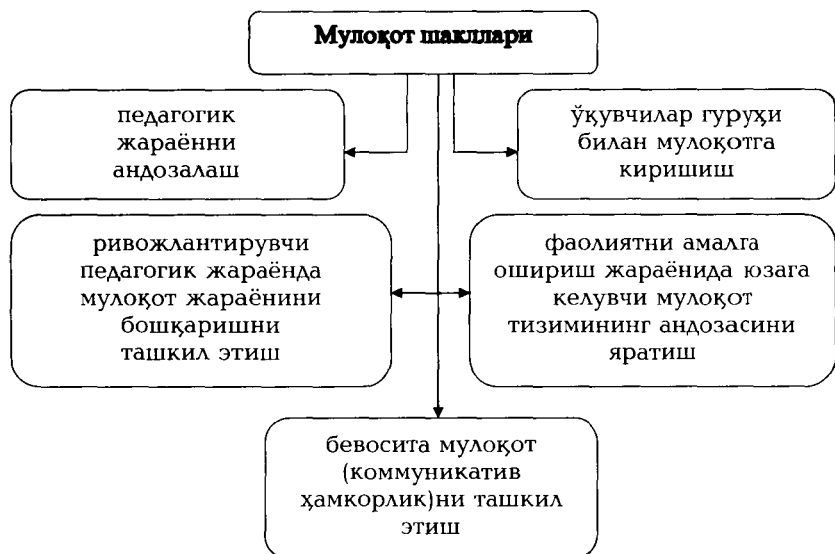 Мулоқот шакллари
педагогик
жараённи
андозалаш
ўқувчилар гуруҳи
билан мулоқотга
киришиш
ривожлантирувчи
педагогик жараёнда
мулоқот жараёнини
бошқаришни
ташкил этиш
фаолиятни амалга
ошириш жараёнида юзага
келувчи мулоқот
тизимининг андозасини
яратиш
бевосита мулоқот
(коммуникатив
ҳамкорлик)ни ташкил
этиш